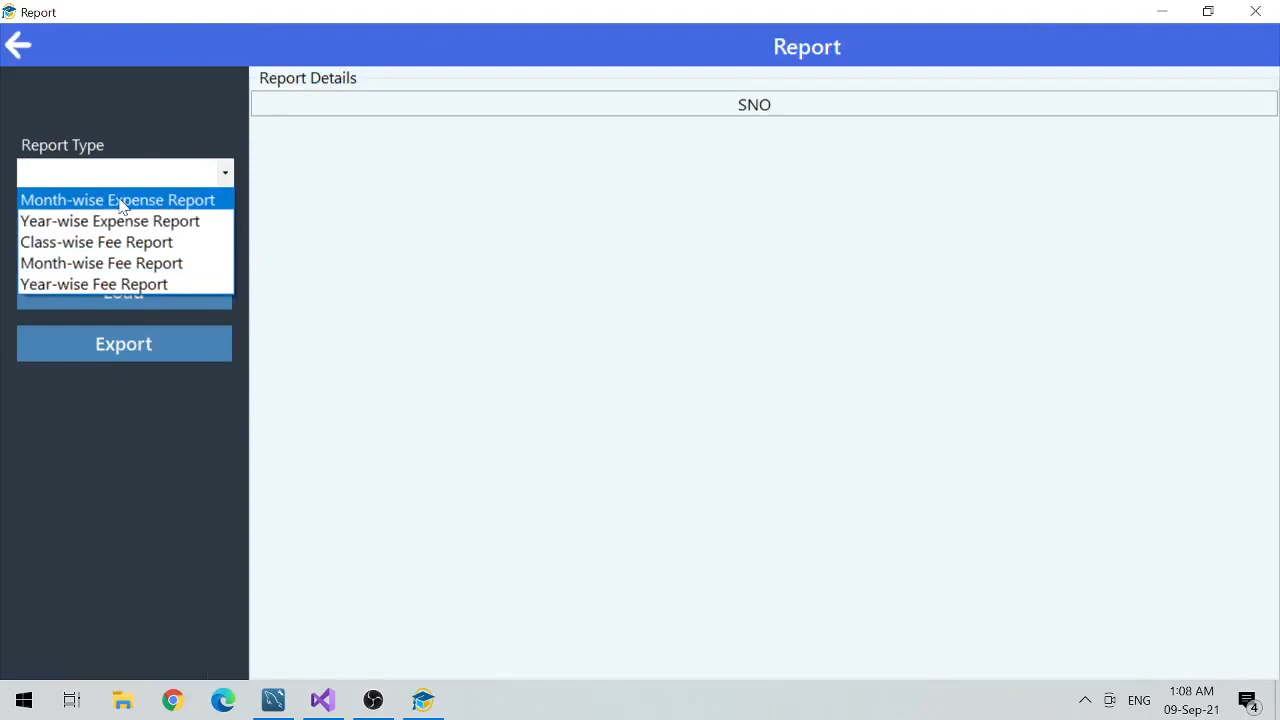 Report
Report
Report Details
SNO
Report Type
Month-wise Expense Report
Year-wise Expense Report
Class-wise Fee Report
Month-wise Fee Report
Year-wise Fee Report
Load
Export
ENG
1:08 AM
09-Sep-21
4